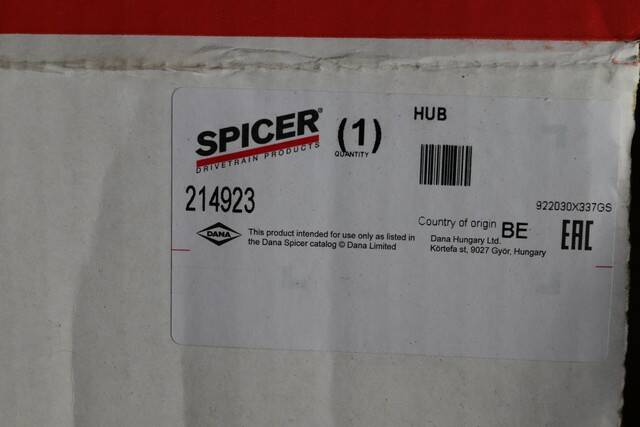 SPICER®
DRIVETRAIN PRODUCTS
(1)
QUANTITY
HUB
214923
922030X337GS
Country of origin BE
EAC
DANA
This product intended for use only as listed in
the Dana Spicer catalog © Dana Limited
Dana Hungary Ltd.
Körtefa st, 9027 Györ, Hungary